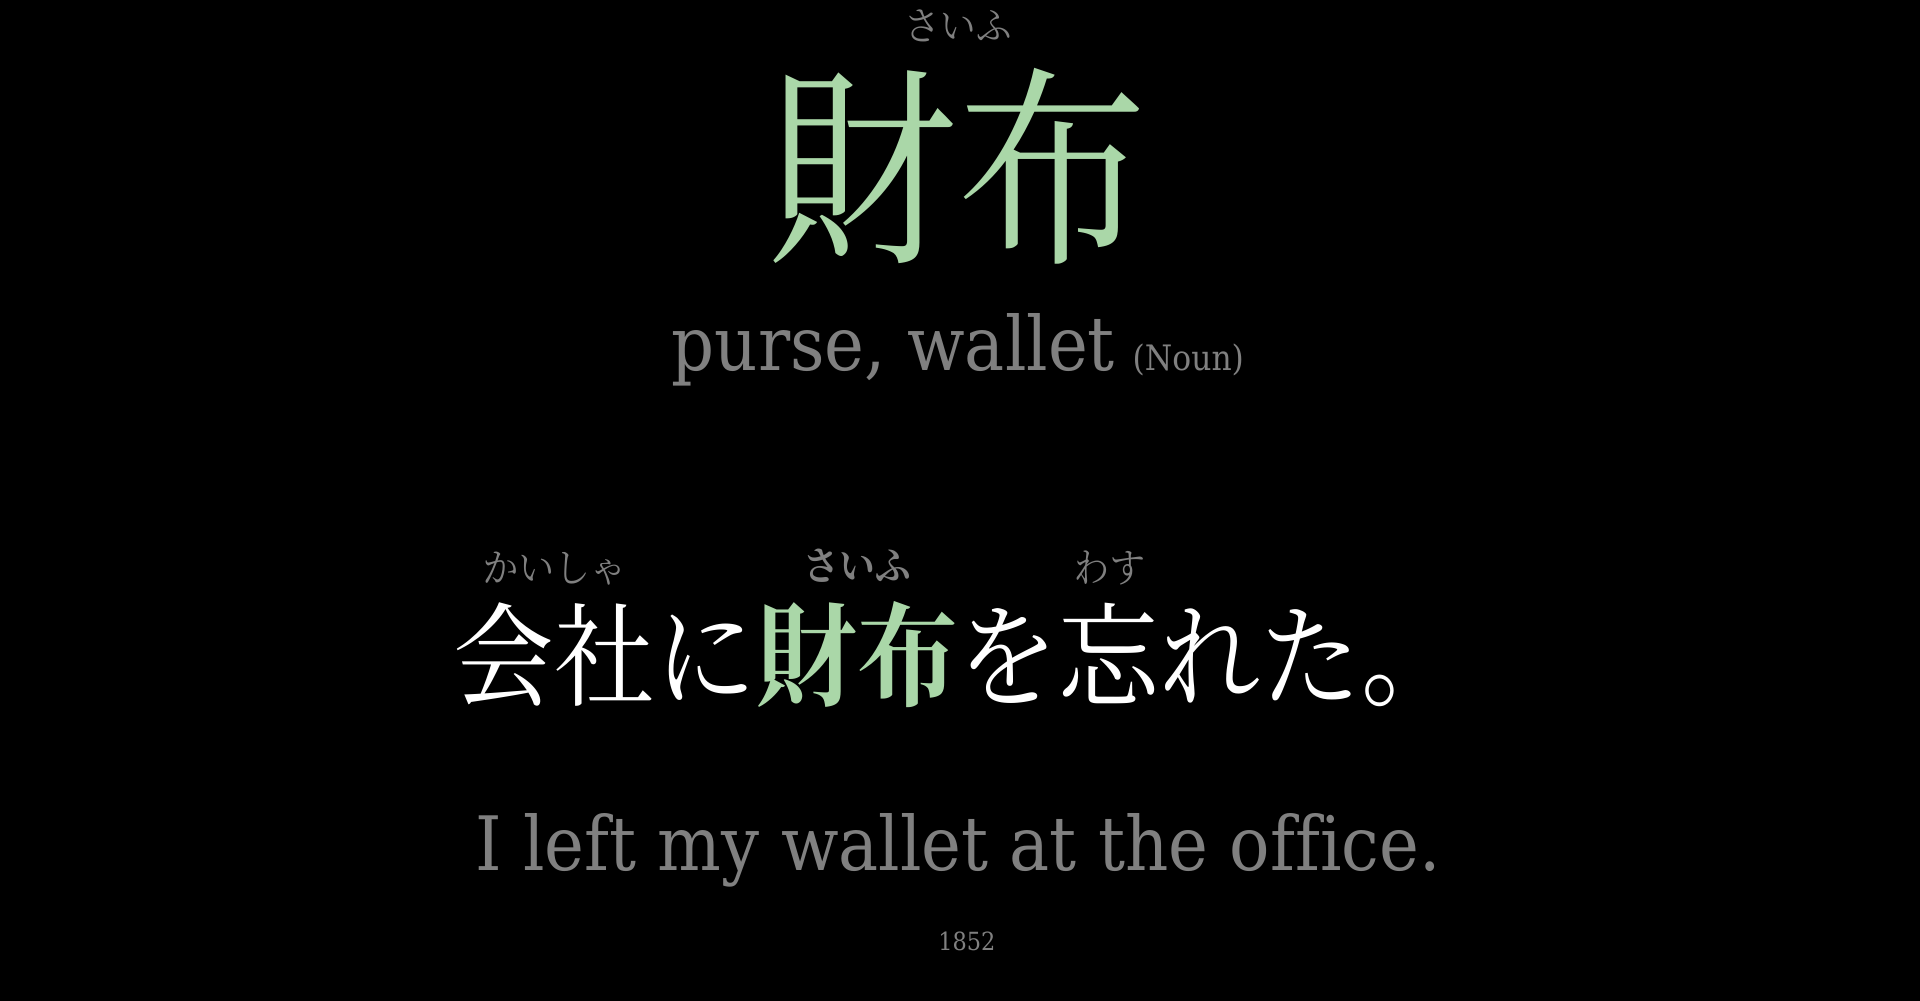 さいふ
財布
purse, wallet (Noun)
かいしゃ さいふ わす
会社に財布を忘れた。
I left my wallet at the office.
1852